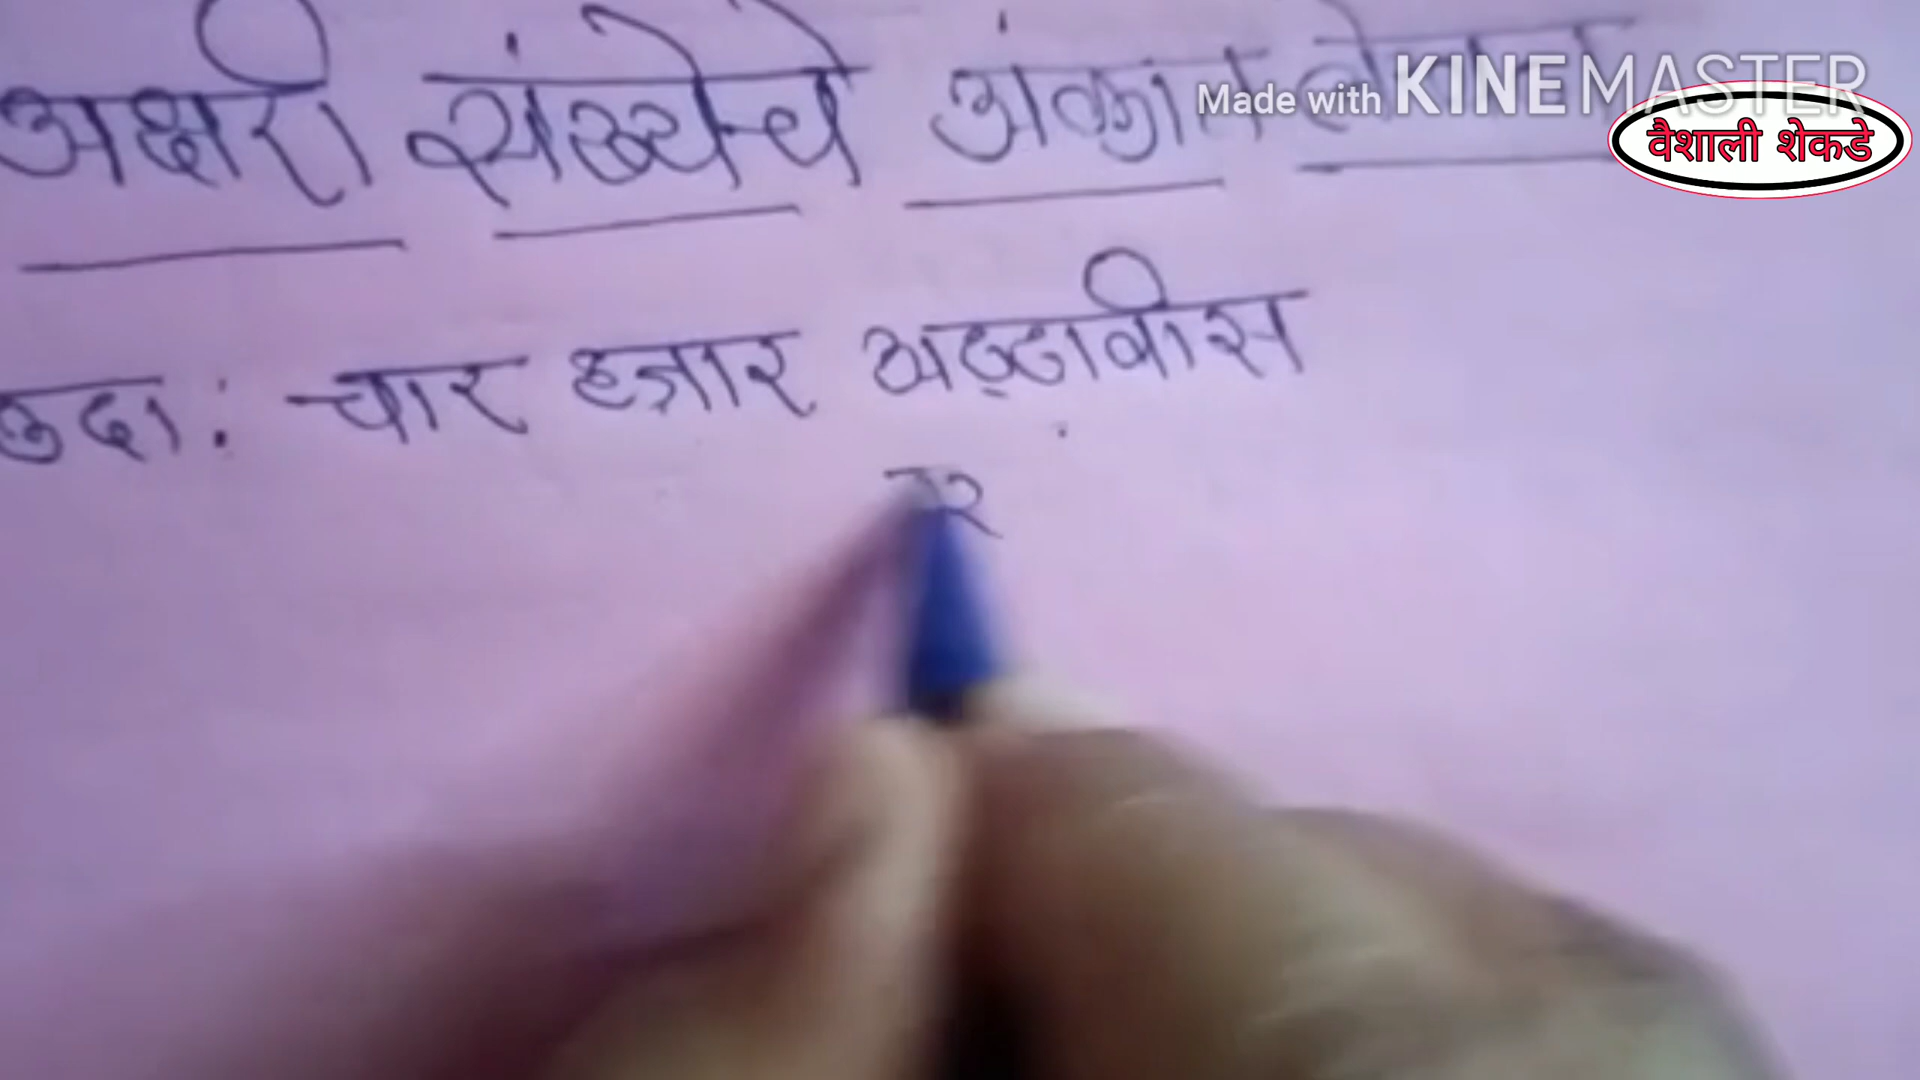 अक्षरी संख्येचे अंकात
Made with KINEMASTER
वैशाली शेकडे
उदा : चार हजार अठ्ठावीस